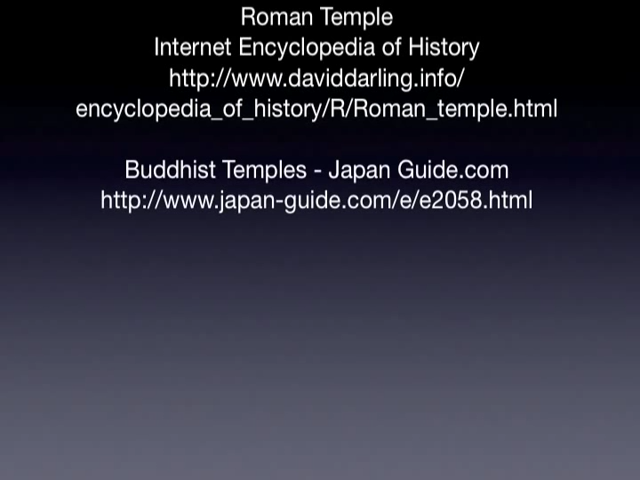 Roman Temple
Internet Encyclopedia of History
http://www.daviddarling.info/
encyclopedia_of_history/R/Roman_temple.html
Buddhist Temples - Japan Guide.com
http://www.japan-guide.com/e/e2058.html